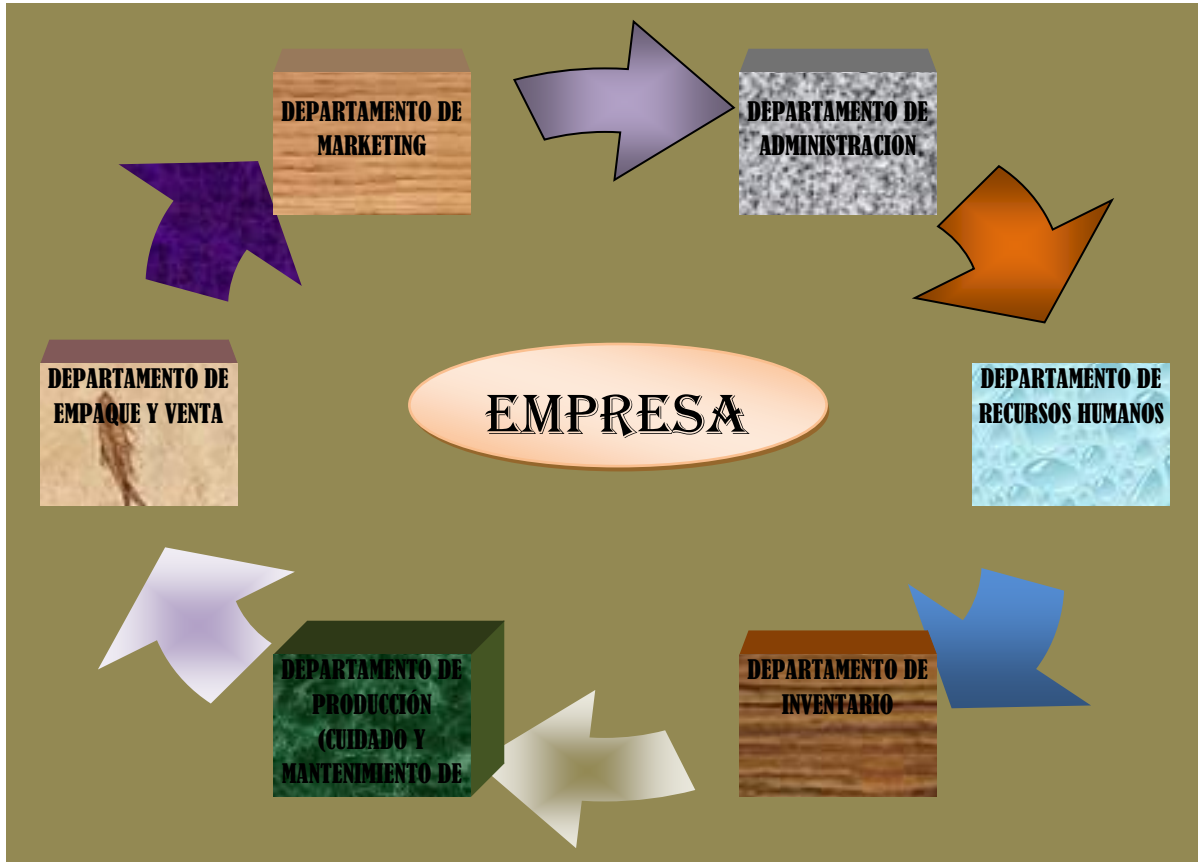 DEPARTAMENTO DE
MARKETING
DEPARTAMENTO DE
ADMINISTRACION.
DEPARTAMENTO DE
EMPAQUE Y VENTA
EMPRESA
DEPARTAMENTO DE
RECURSOS HUMANOS
DEPARTAMENTO DE
PRODUCCIÓN
(CUIDADO Y
MANTENIMIENTO DE
DEPARTAMENTO DE
INVENTARIO